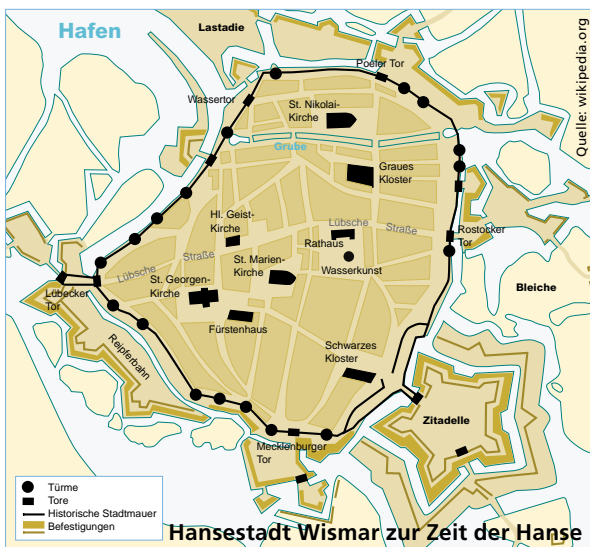 Hafen
Lastadie
Quelle: wikipedia.org
Poeler Tor
Wassertor
St. Nikolai-
Kirche
Grube
Graues
Kloster
Hl. Geist-
Kirche
Lübsche
Straße
Rathaus
Rostocker
Tor
Straße
St. Marien-
Kirche
Wasserkunst
Lübsche
St. Georgen-
Kirche
Bleiche
Lübecker
Tor
Fürstenhaus
Reipferbahn
Schwarzes
Kloster
Zitadelle
Mecklenburger
Tor
Türme
Tore
Historische Stadtmauer
Befestigungen
Hansestadt Wismar zur Zeit der Hanse